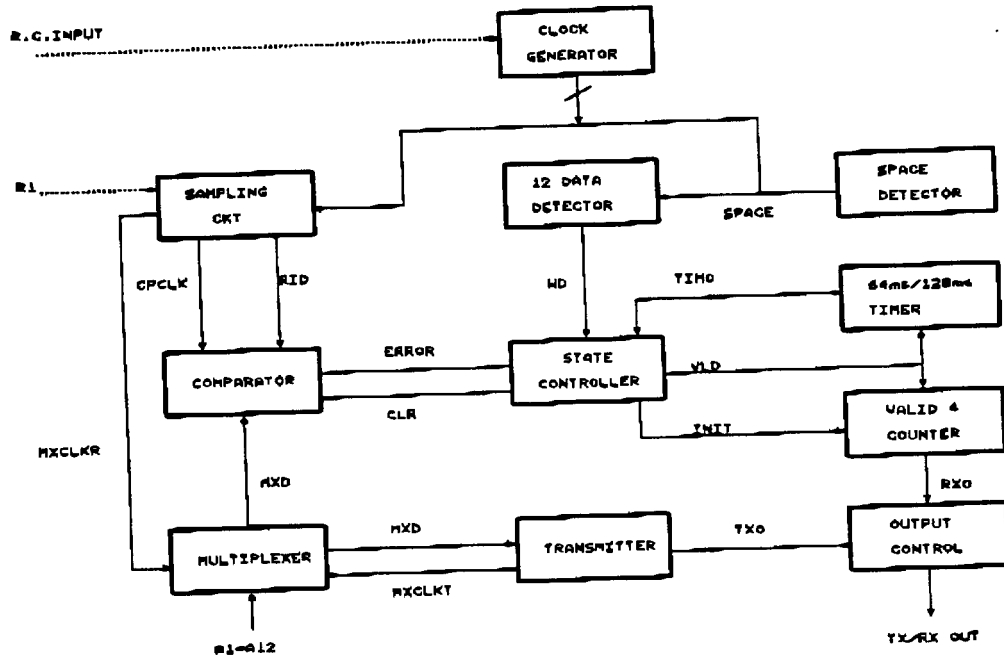 R.C.INPUT
CLOCK
GENERATOR
RI
SAMPLING
CKT
12 DATA
DETECTOR
SPACE
SPACE
DETECTOR
CPCLK
RID
WD
TIMO
64ms/128ms
TIMER
COMPARATOR
ERROR
CLR
STATE
CONTROLLER
VLD
INIT
VALID 4
COUNTER
MXCLKR
MXD
RXO
MULTIPLEXER
MXD
MXCLKT
TRANSMITTER
TXO
OUTPUT
CONTROL
A1-A12
TX/RX OUT